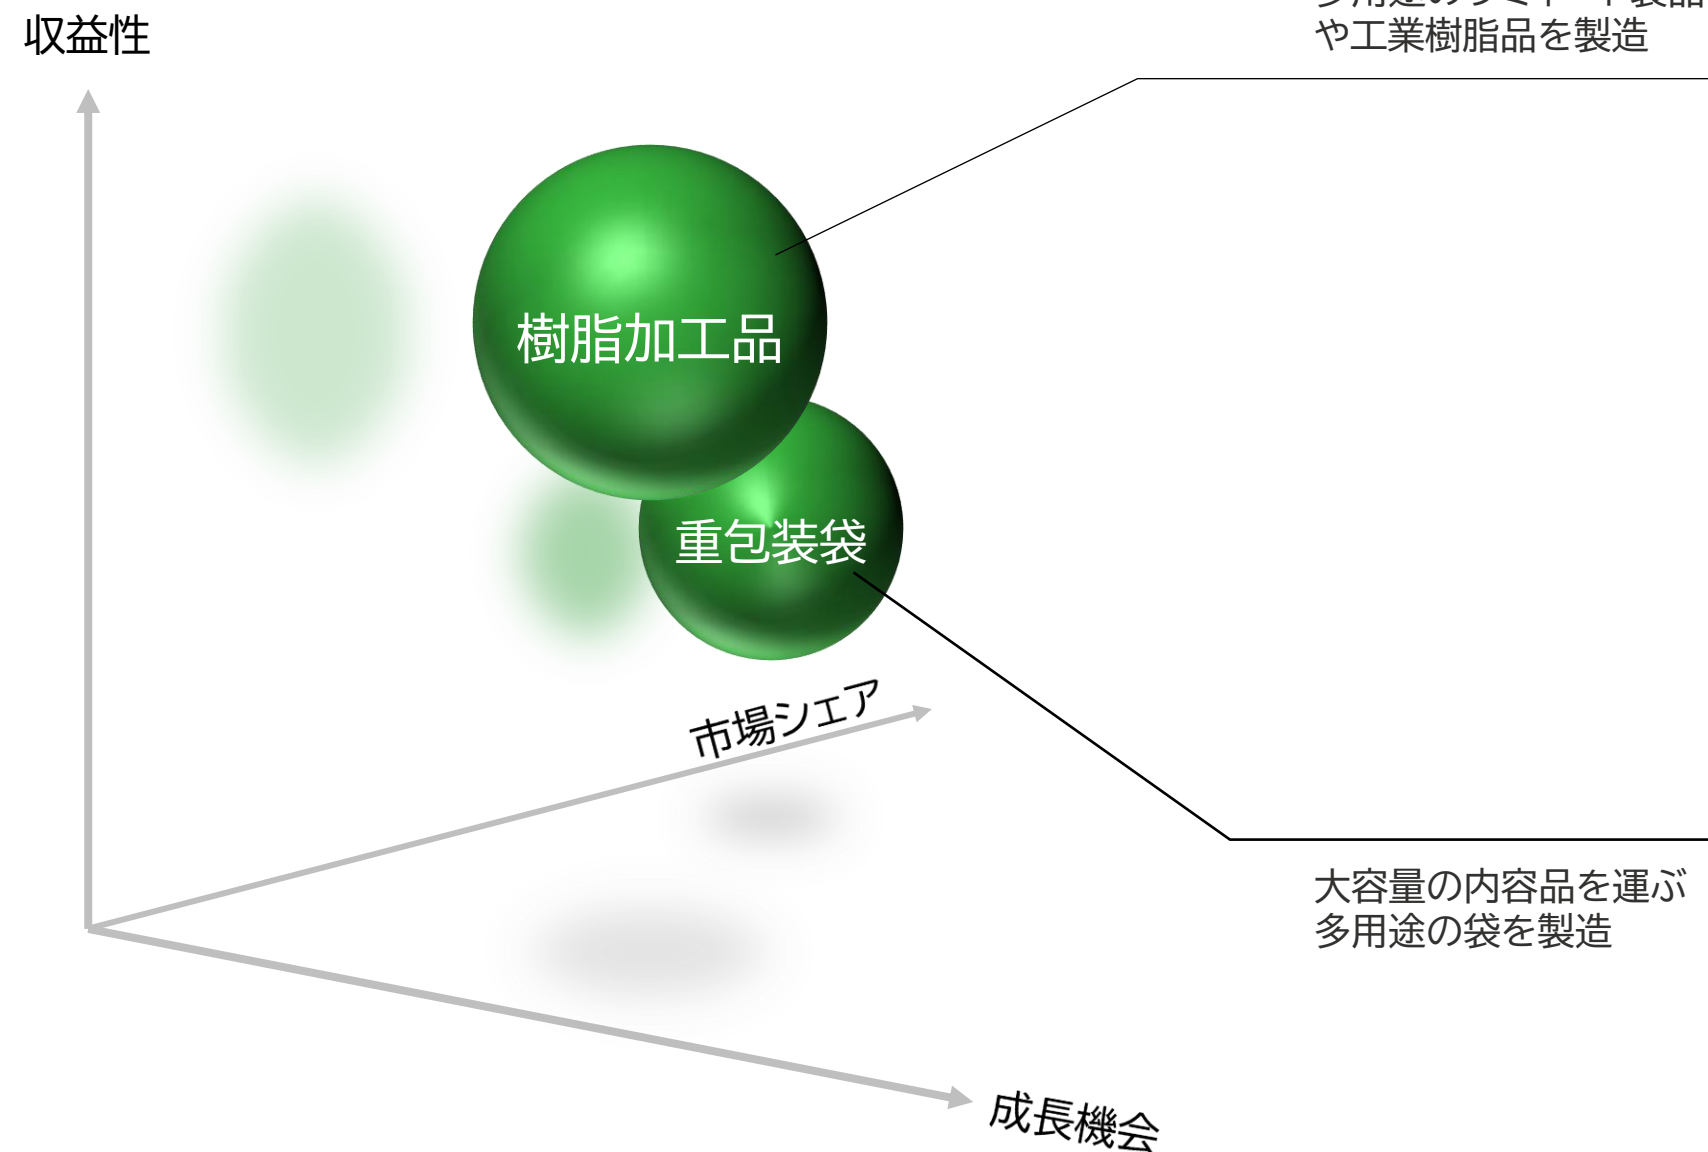 収益性
や工業樹脂品を製造
樹脂加工品
重包装袋
市場シェア
大容量の内容品を運ぶ
多用途の袋を製造
成長機会